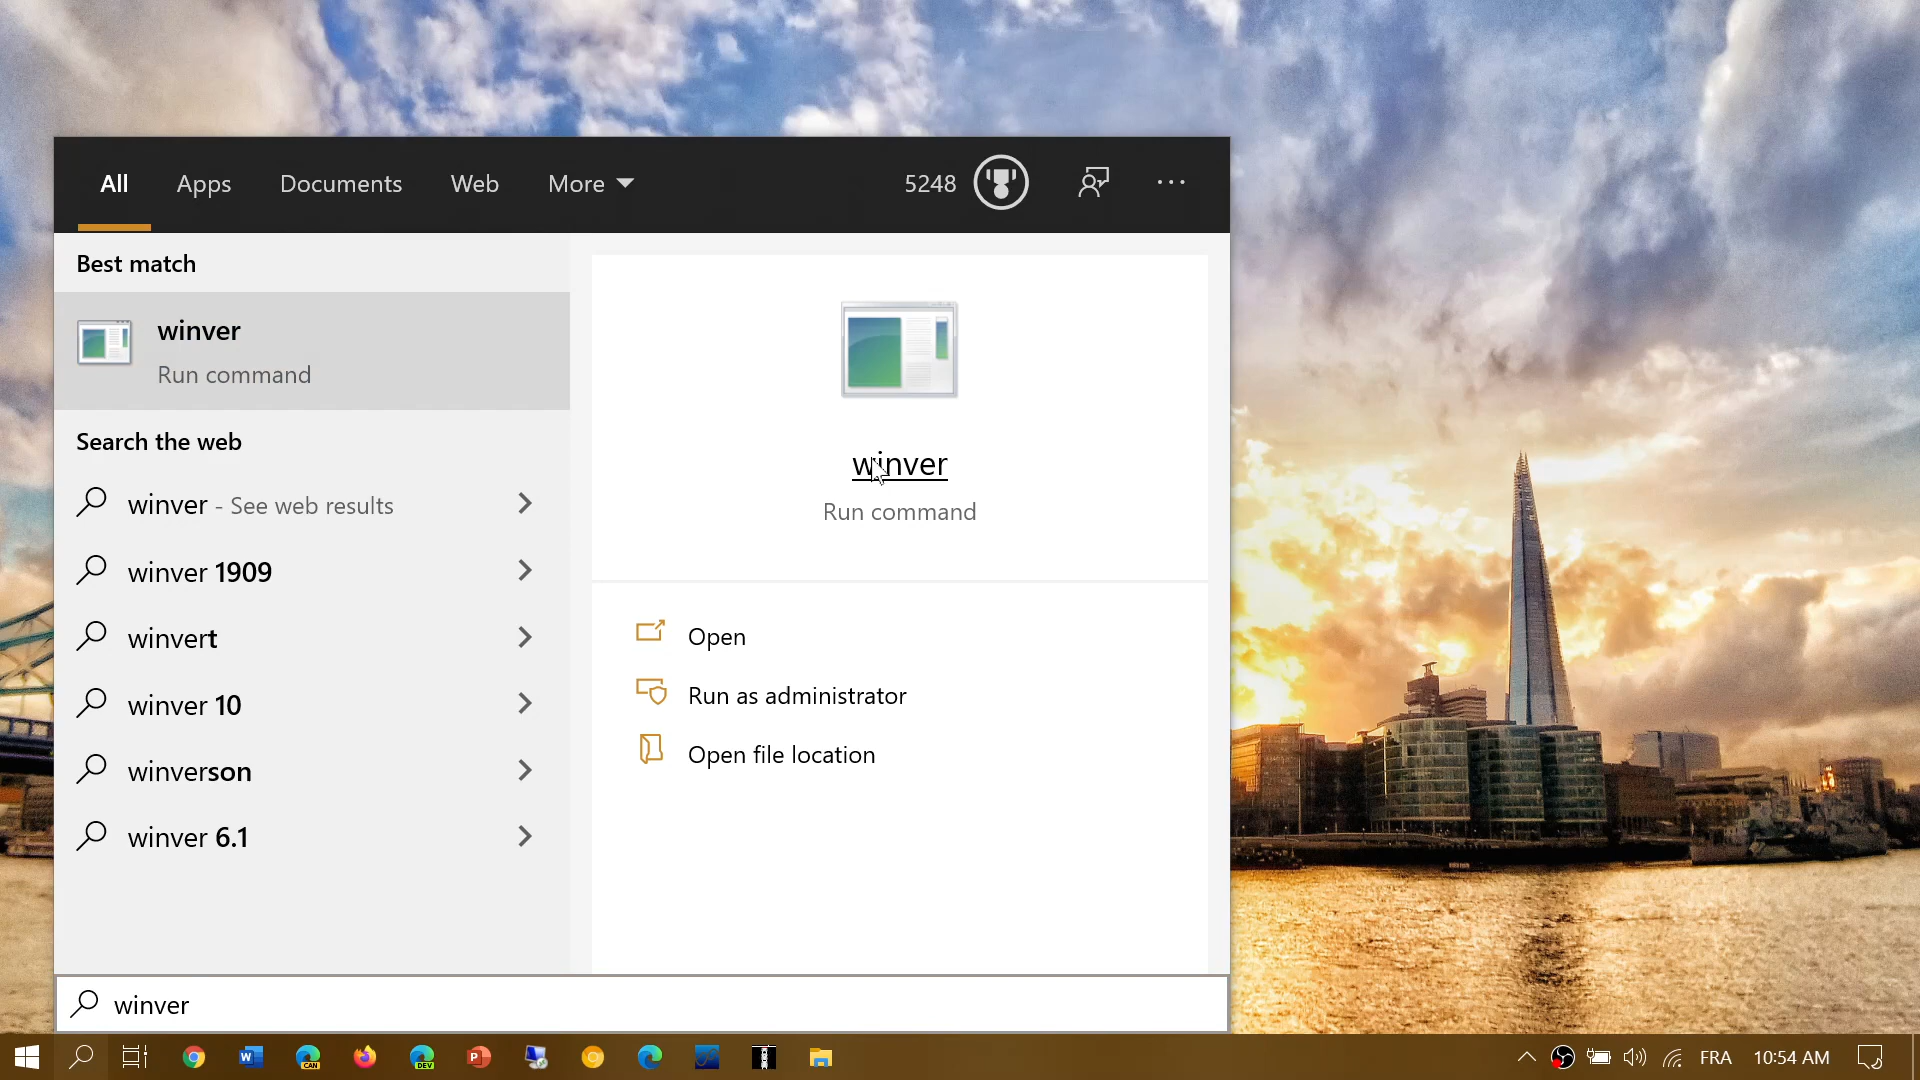 All
Apps
Documents
Web
More
5248
Best match
winver
Run command
Search the web
winver - See web results
winver 1909
winvert
winver 10
winverson
winver 6.1
winver
Run command
Open
Run as administrator
Open file location
winver
CAN
DEV
FRA
10:54 AM